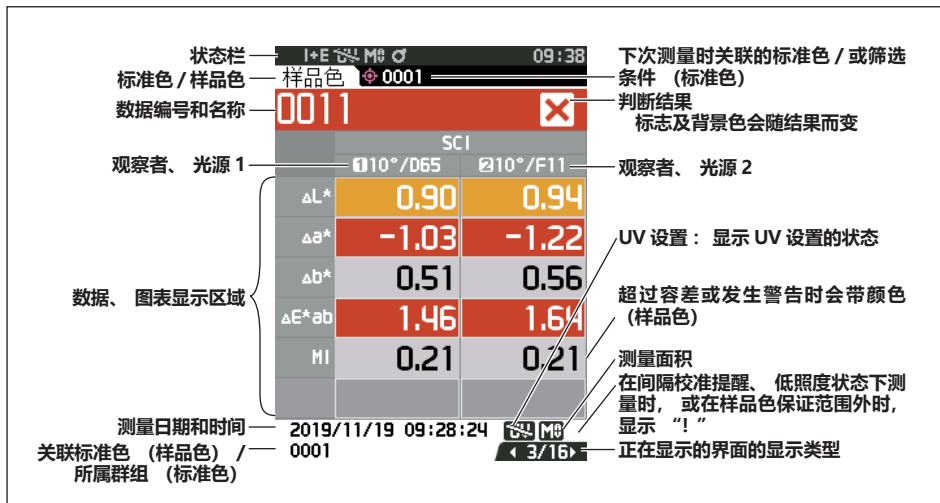 状态栏
标准色 / 样品色
数据编号和名称
观察者、 光源 1
数据、 图表显示区域
测量日期和时间
关联标准色 (样品色) /
所属群组 (标准色)
I+E UV M8 09:38
样品色 0001
0011
SCI
1 10°/D65 2 10°/F11
△L* 0.90 0.94
△a* -1.03 -1.22
△b* 0.51 0.56
△E*ab 1.46 1.64
MI 0.21 0.21
2019/11/19 09:28:24 UV M8
0001 3/16
下次测量时关联的标准色 / 或筛选
条件 (标准色)
判断结果
标志及背景色会随结果而变
观察者、 光源 2
UV 设置 : 显示 UV 设置的状态
超过容差或发生警告时会带颜色
(样品色)
测量面积
在间隔校准提醒、 低照度状态下测
量时, 或在样品色保证范围外时,
显示 “! ”
正在显示的界面的显示类型